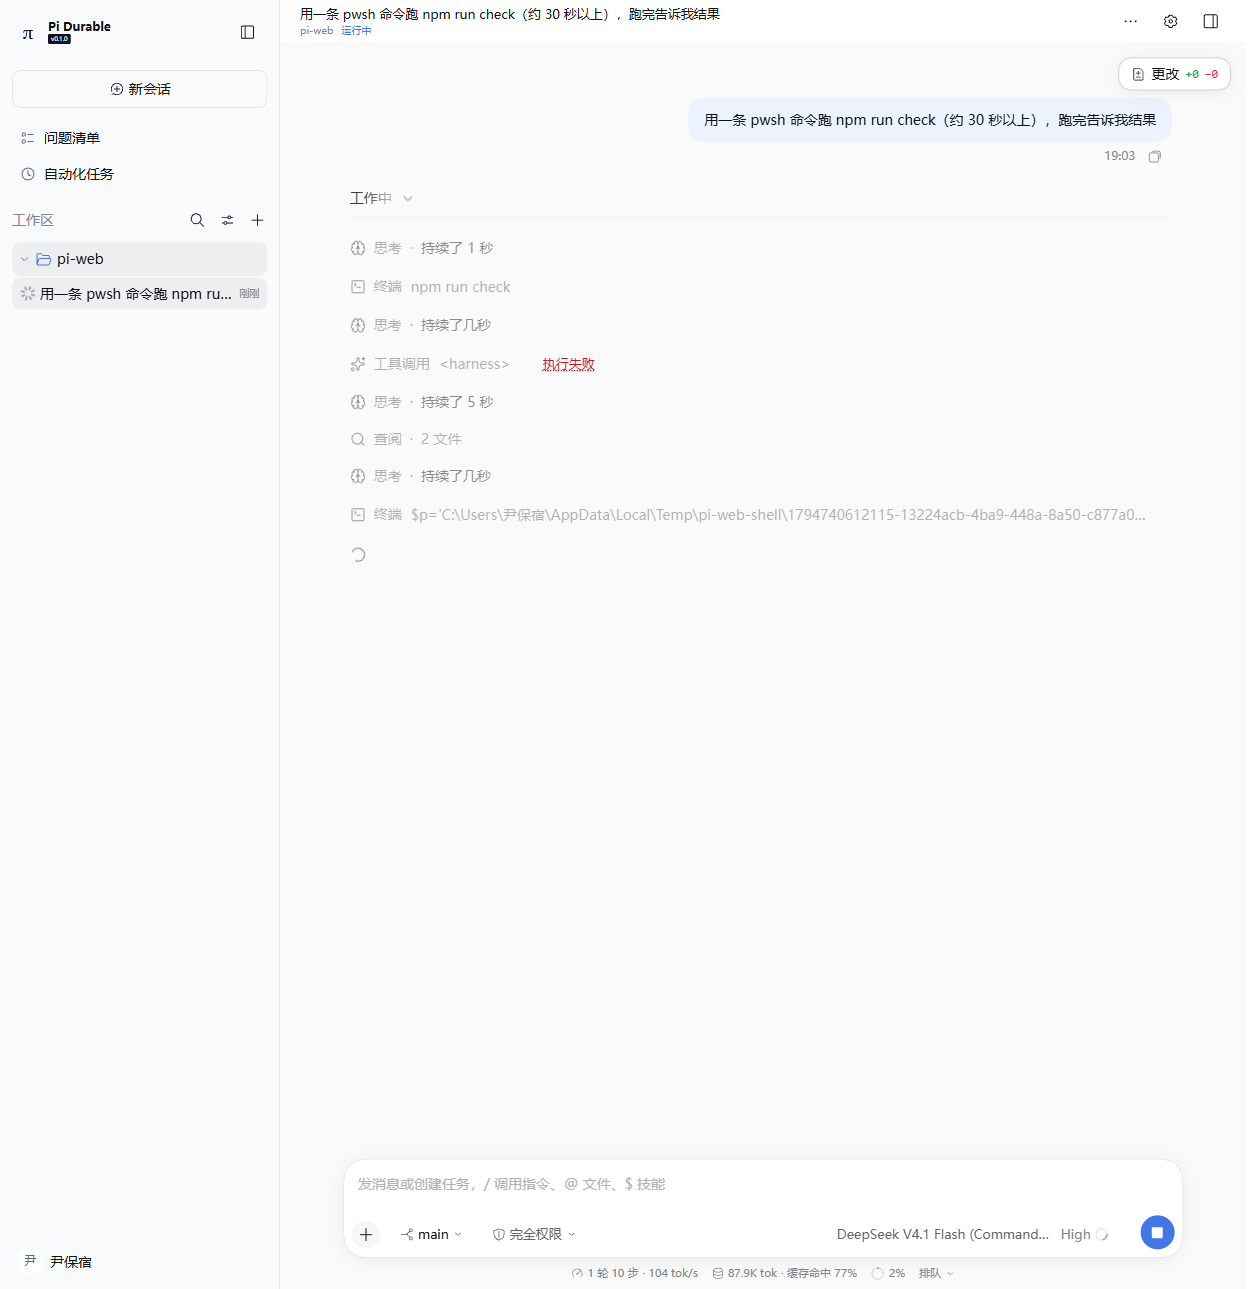 π
Pi Durable
v0.1.0
新会话
问题清单
自动化任务
工作区
pi-web
用一条 pwsh 命令跑 npm ru... 刚刚
尹 尹保宿
用一条 pwsh 命令跑 npm run check（约 30 秒以上），跑完告诉我结果
pi-web 运行中
更改 +0 -0
用一条 pwsh 命令跑 npm run check（约 30 秒以上），跑完告诉我结果
19:03
工作中
思考 · 持续了 1 秒
终端 npm run check
思考 · 持续了几秒
工具调用 <harness> 执行失败
思考 · 持续了 5 秒
查阅 · 2 文件
思考 · 持续了几秒
终端 $p='C:\Users\尹保宿\AppData\Local\Temp\pi-web-shell\1794740612115-13224acb-4ba9-448a-8a50-c877a0...
发消息或创建任务，/ 调用指令、@ 文件、$ 技能
main 完全权限 DeepSeek V4.1 Flash (Command... High
1 轮 10 步 · 104 tok/s 87.9K tok · 缓存命中 77% 2% 排队